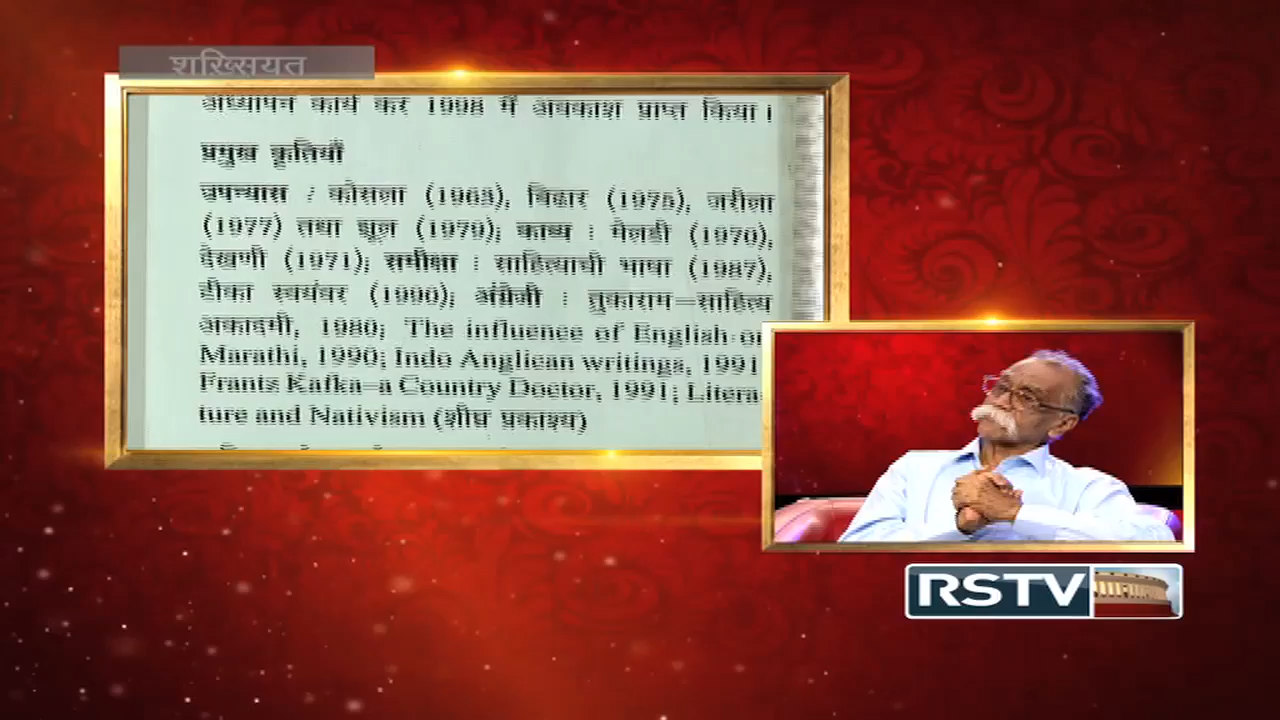 शख़्सियत
अध्यापन कार्य कर 1998 में अवकाश प्राप्त किया।
प्रमुख कृतियाँ
उपन्यास : कोसला (1963), बिढार (1975), जरीला
(1977) तथा झूल (1979); काव्य : मेलडी (1970),
देखणी (1971); समीक्षा : साहित्याची भाषा (1987),
टीका स्वयंवर (1990); अंग्रेजी : तुकाराम—साहित्य
अकादमी, 1980; The influence of English on
Marathi, 1990; Indo Anglican writings, 1991
Frants Kafka—a Country Doctor, 1991; Litera-
ture and Nativism (शीघ्र प्रकाश्य)
RSTV